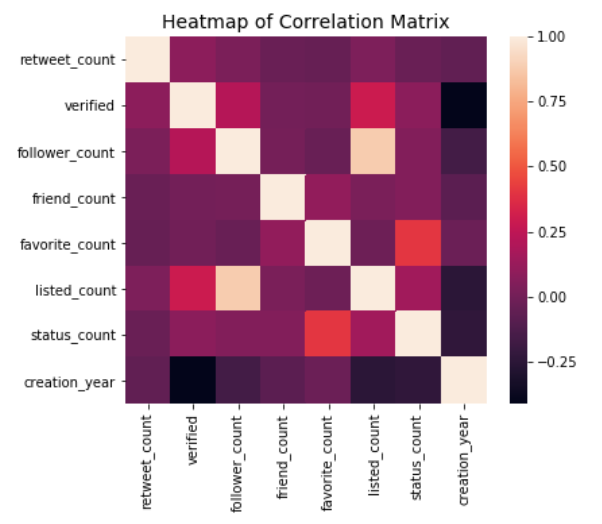 Heatmap of Correlation Matrix
retweet_count
verified
follower_count
friend_count
favorite_count
listed_count
status_count
creation_year
1.00
0.75
0.50
0.25
0.00
−0.25
retweet_count
verified
follower_count
friend_count
favorite_count
listed_count
status_count
creation_year